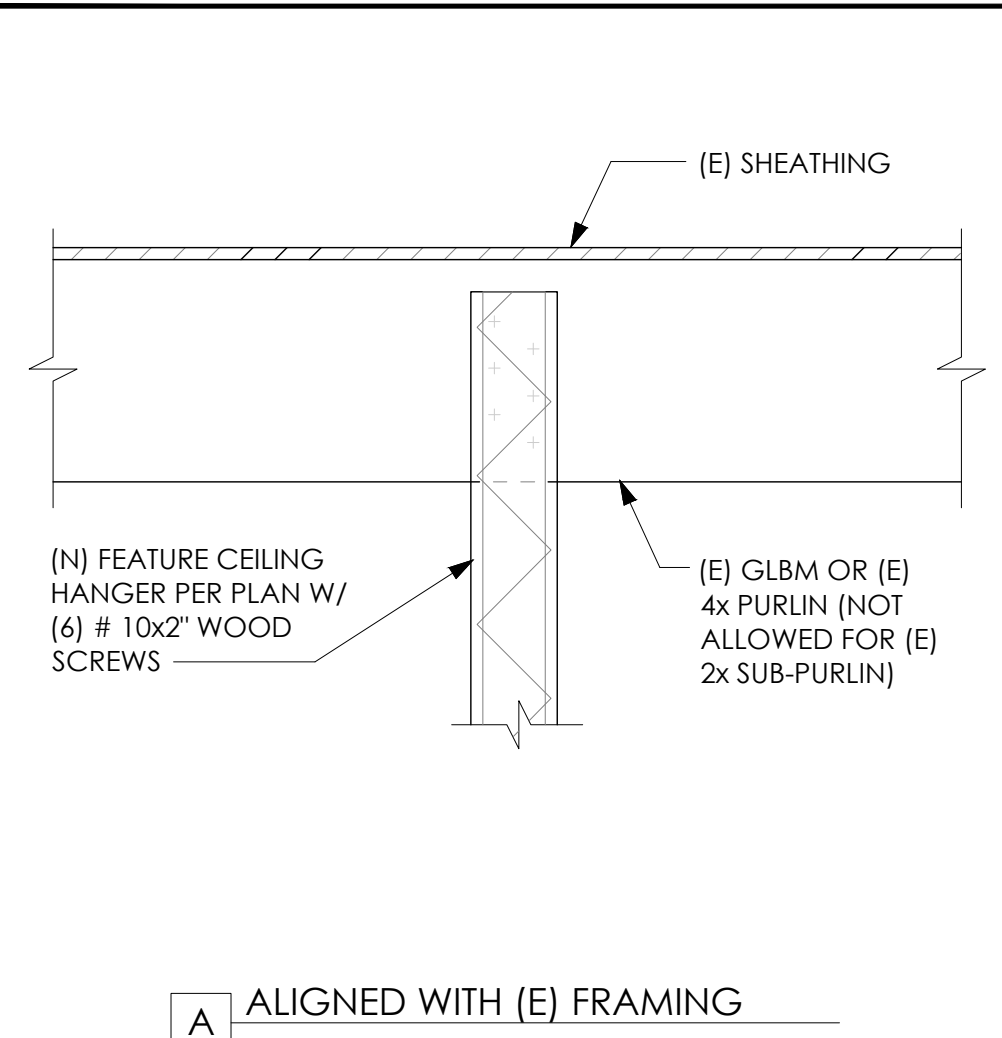 (E) SHEATHING
(N) FEATURE CEILING
HANGER PER PLAN W/
(6) # 10x2" WOOD
SCREWS
(E) GLBM OR (E)
4x PURLIN (NOT
ALLOWED FOR (E)
2x SUB-PURLIN)
A
ALIGNED WITH (E) FRAMING